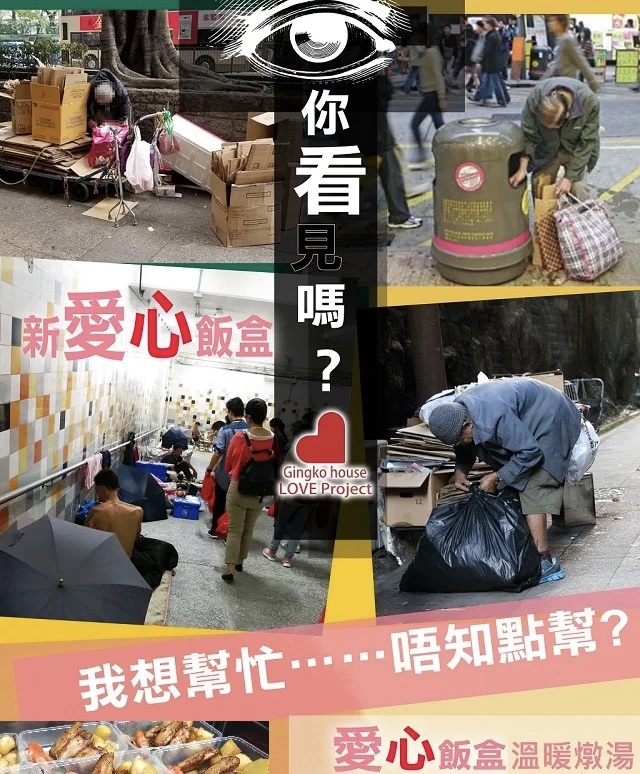 你看見嗎？
新愛心飯盒
Gingko house
LOVE Project
我想幫忙……唔知點幫？
愛心飯盒溫暖燉湯